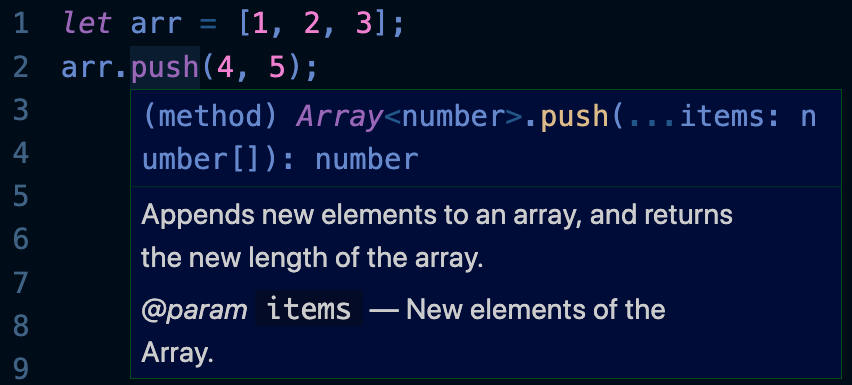 1 let arr = [1, 2, 3];
2 arr.push(4, 5);
3 (method) Array<number>.push(...items: n
4 umber[]): number
5 Appends new elements to an array, and returns
6 the new length of the array.
7 @param items — New elements of the
8 Array.
9